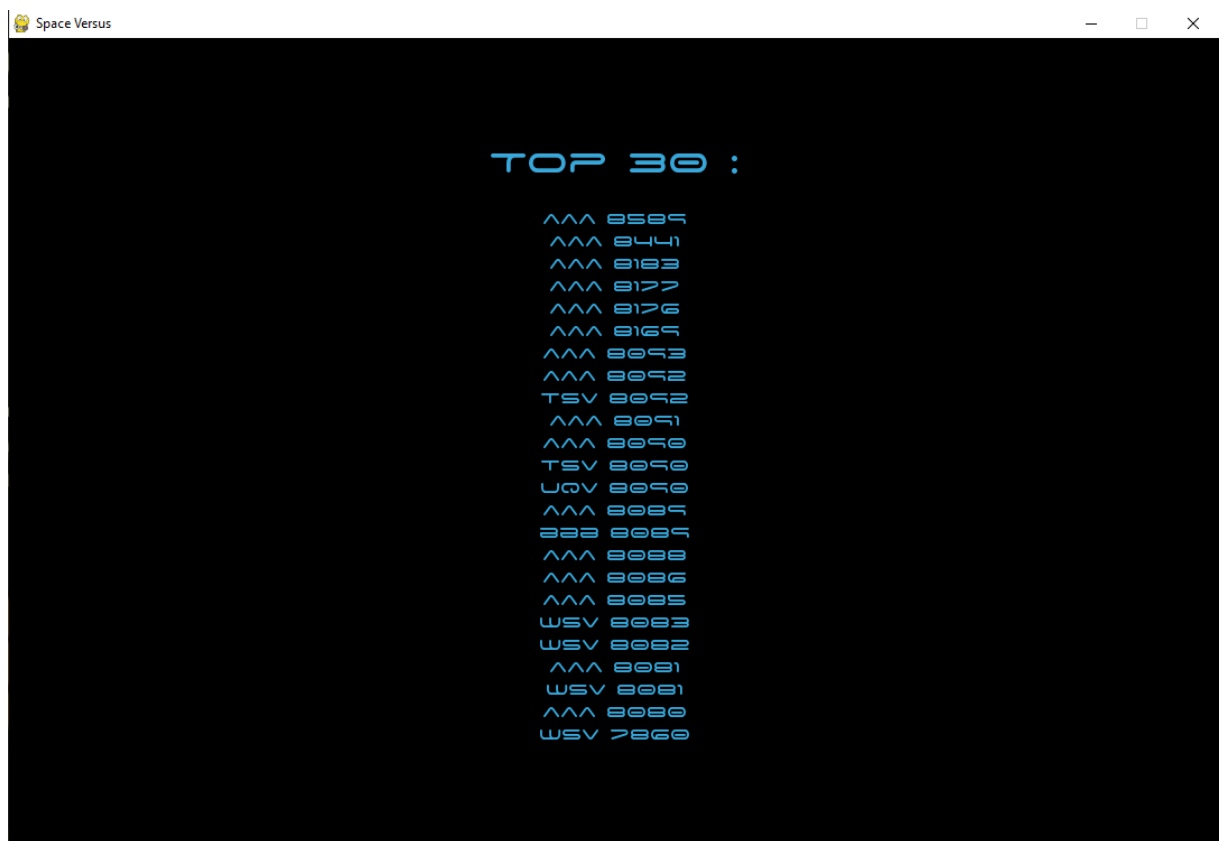 Space Versus
TOP 30 :
AAA 8589
AAA 8441
AAA 8183
AAA 8177
AAA 8176
AAA 8169
AAA 8093
AAA 8092
TSV 8092
AAA 8091
AAA 8090
TSV 8090
UQV 8090
AAA 8089
BBB 8089
AAA 8088
AAA 8086
AAA 8085
WSV 8083
WSV 8082
AAA 8081
WSV 8081
AAA 8080
WSV 7860